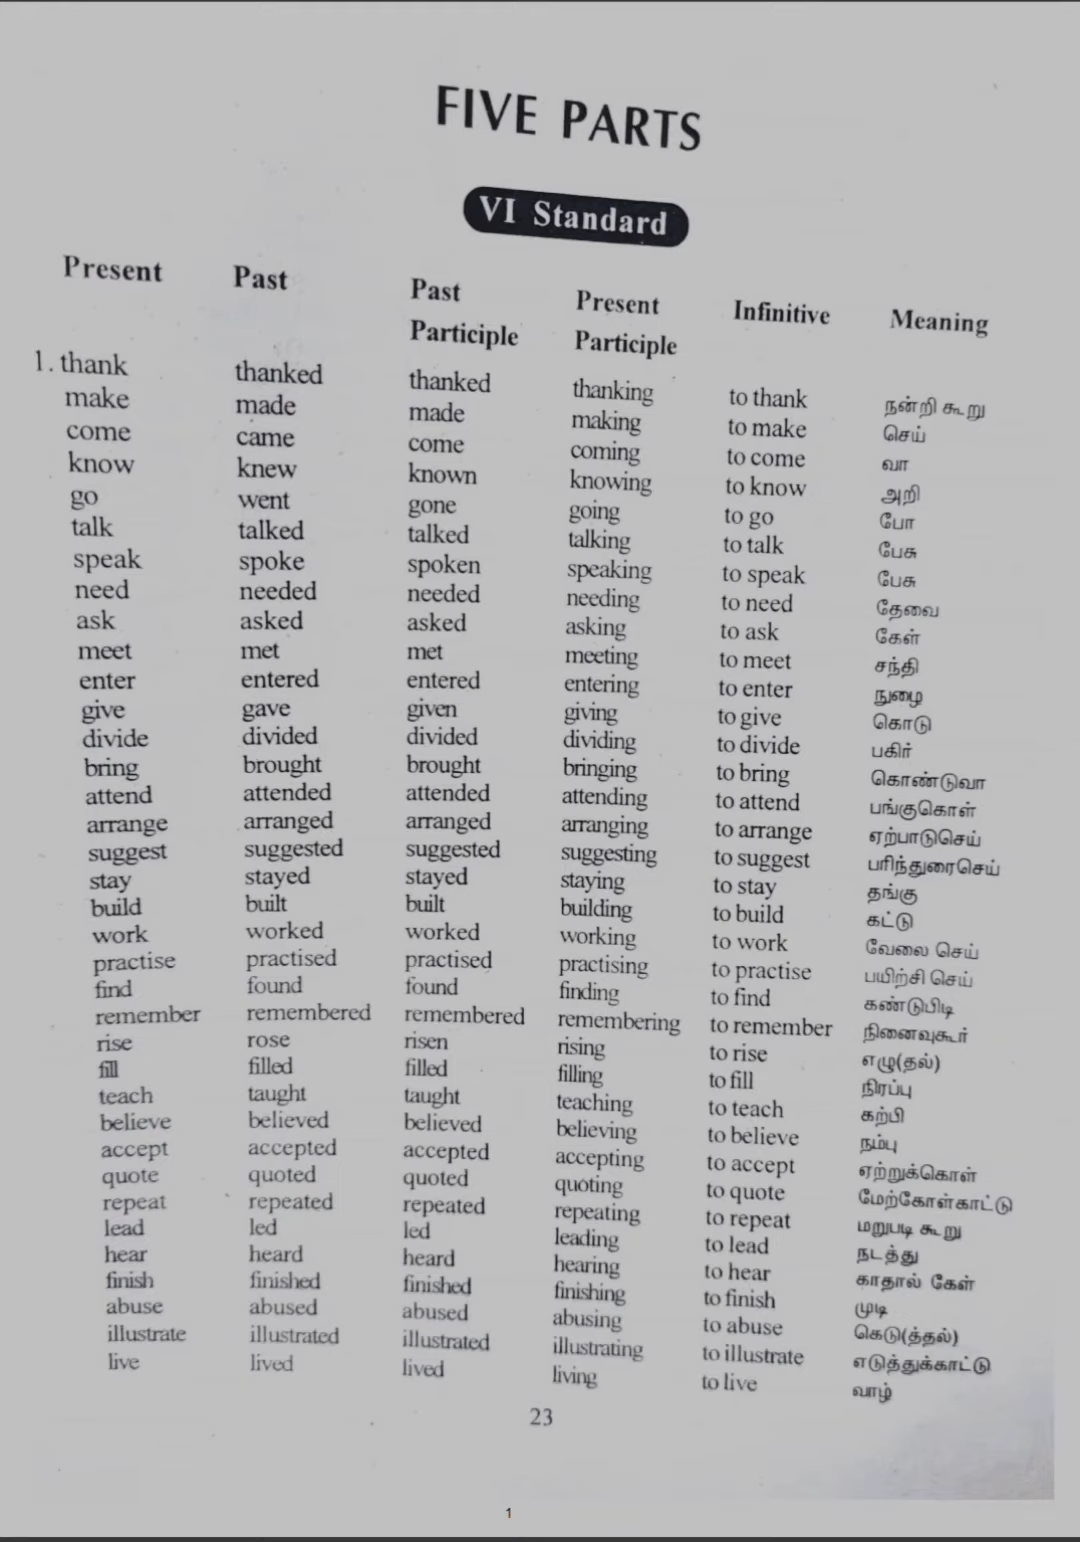 FIVE PARTS
VI Standard
Present Past Past Participle Present Participle Infinitive Meaning
1. thank thanked thanked thanking to thank நன்றி கூறு
make made made making to make செய்
come came come coming to come வா
know knew known knowing to know அறி
go went gone going to go போ
talk talked talked talking to talk பேசு
speak spoke spoken speaking to speak பேசு
need needed needed needing to need தேவை
ask asked asked asking to ask கேள்
meet met met meeting to meet சந்தி
enter entered entered entering to enter நுழை
give gave given giving to give கொடு
divide divided divided dividing to divide பகிர்
bring brought brought bringing to bring கொண்டுவா
attend attended attended attending to attend பங்குகொள்
arrange arranged arranged arranging to arrange ஏற்பாடுசெய்
suggest suggested suggested suggesting to suggest பரிந்துரைசெய்
stay stayed stayed staying to stay தங்கு
build built built building to build கட்டு
work worked worked working to work வேலை செய்
practise practised practised practising to practise பயிற்சி செய்
find found found finding to find கண்டுபிடி
remember remembered remembered remembering to remember நினைவுகூர்
rise rose risen rising to rise எழு(தல்)
fill filled filled filling to fill நிரப்பு
teach taught taught teaching to teach கற்பி
believe believed believed believing to believe நம்பு
accept accepted accepted accepting to accept ஏற்றுக்கொள்
quote quoted quoted quoting to quote மேற்கோள்காட்டு
repeat repeated repeated repeating to repeat மறுபடி கூறு
lead led led leading to lead நடத்து
hear heard heard hearing to hear காதால் கேள்
finish finished finished finishing to finish முடி
abuse abused abused abusing to abuse கெடு(த்தல்)
illustrate illustrated illustrated illustrating to illustrate எடுத்துக்காட்டு
live lived lived living to live வாழ்
23
1